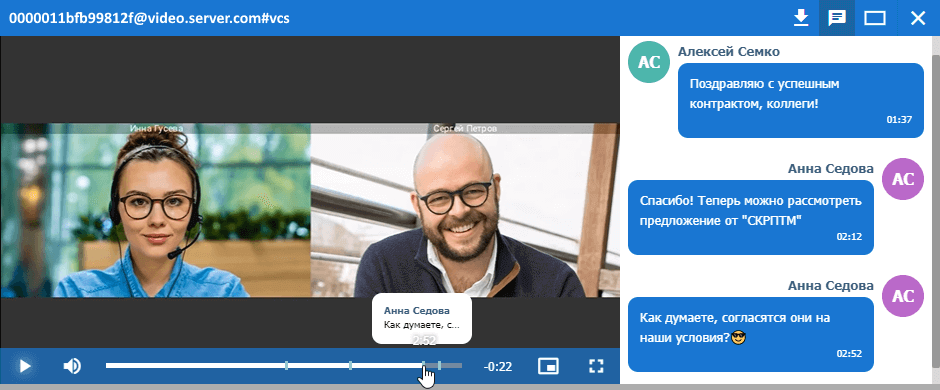 0000011bfb99812f@video.server.com#vcs
Инна Гусева
Сергей Петров
Анна Седова
Как думаете, с...
2:52
-0:22
АС
Алексей Семко
Поздравляю с успешным
контрактом, коллеги!
01:37
Анна Седова
АС
Спасибо! Теперь можно рассмотреть
предложение от "СКРПТМ"
02:12
Анна Седова
АС
Как думаете, согласятся они на
наши условия?😎
02:52